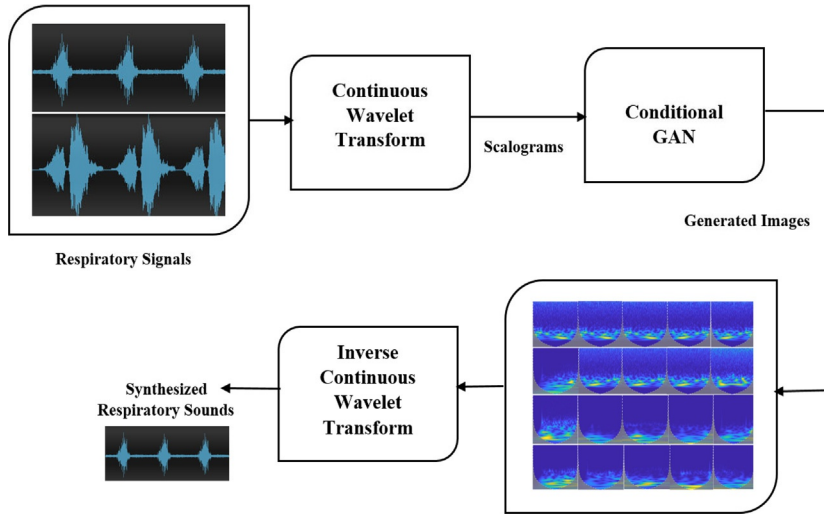 Continuous
Wavelet
Transform
Scalograms
Conditional
GAN
Respiratory Signals
Generated Images
Inverse
Continuous
Wavelet
Transform
Synthesized
Respiratory Sounds